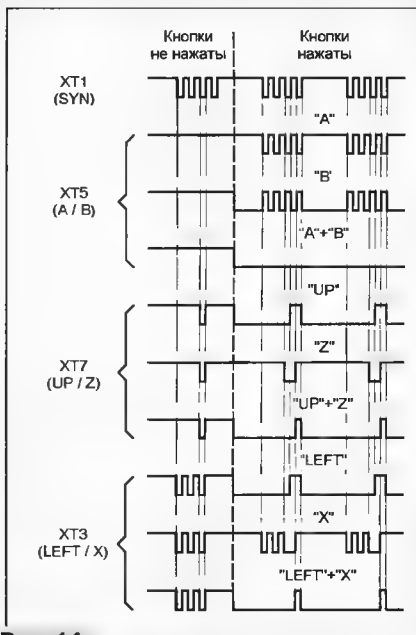 Кнопки не нажаты
Кнопки нажаты
XT1
(SYN)
"A"
"B"
XT5
(A / B)
"A"+"B"
"UP"
XT7
(UP / Z)
"Z"
"UP"+"Z"
"LEFT"
XT3
(LEFT / X)
"X"
"LEFT"+"X"